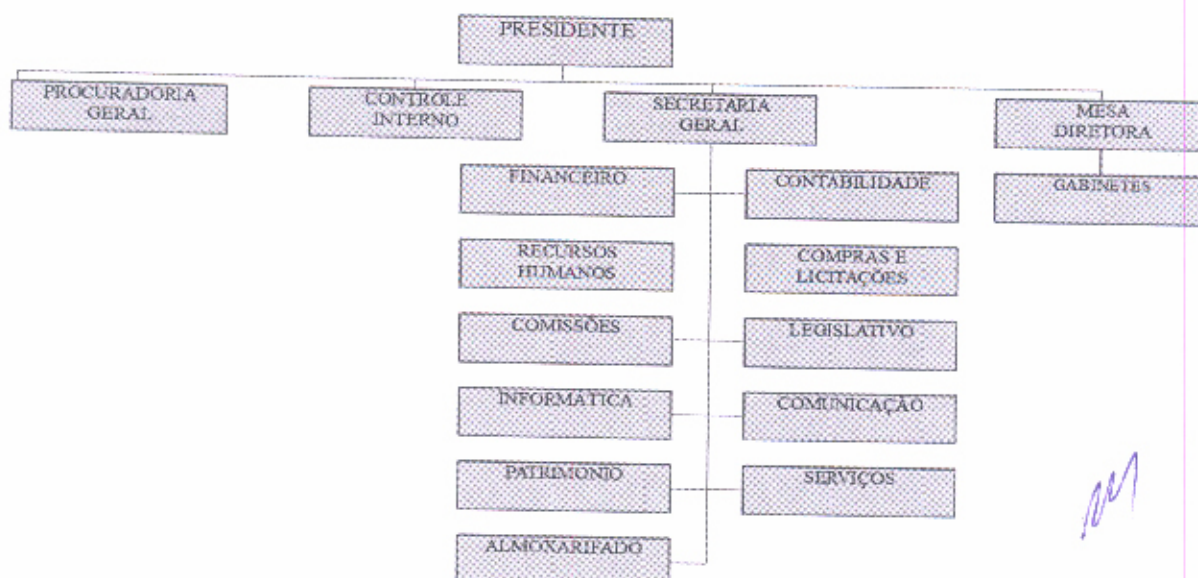 PRESIDENTE
PROCURADORIA
GERAL
CONTROLE
INTERNO
SECRETARIA
GERAL
MESA
DIRETORA
GABINETES
FINANCEIRO
CONTABILIDADE
RECURSOS
HUMANOS
COMPRAS E
LICITAÇÕES
COMISSÕES
LEGISLATIVO
INFORMÁTICA
COMUNICAÇÃO
PATRIMONIO
SERVIÇOS
ALMOXARIFADO